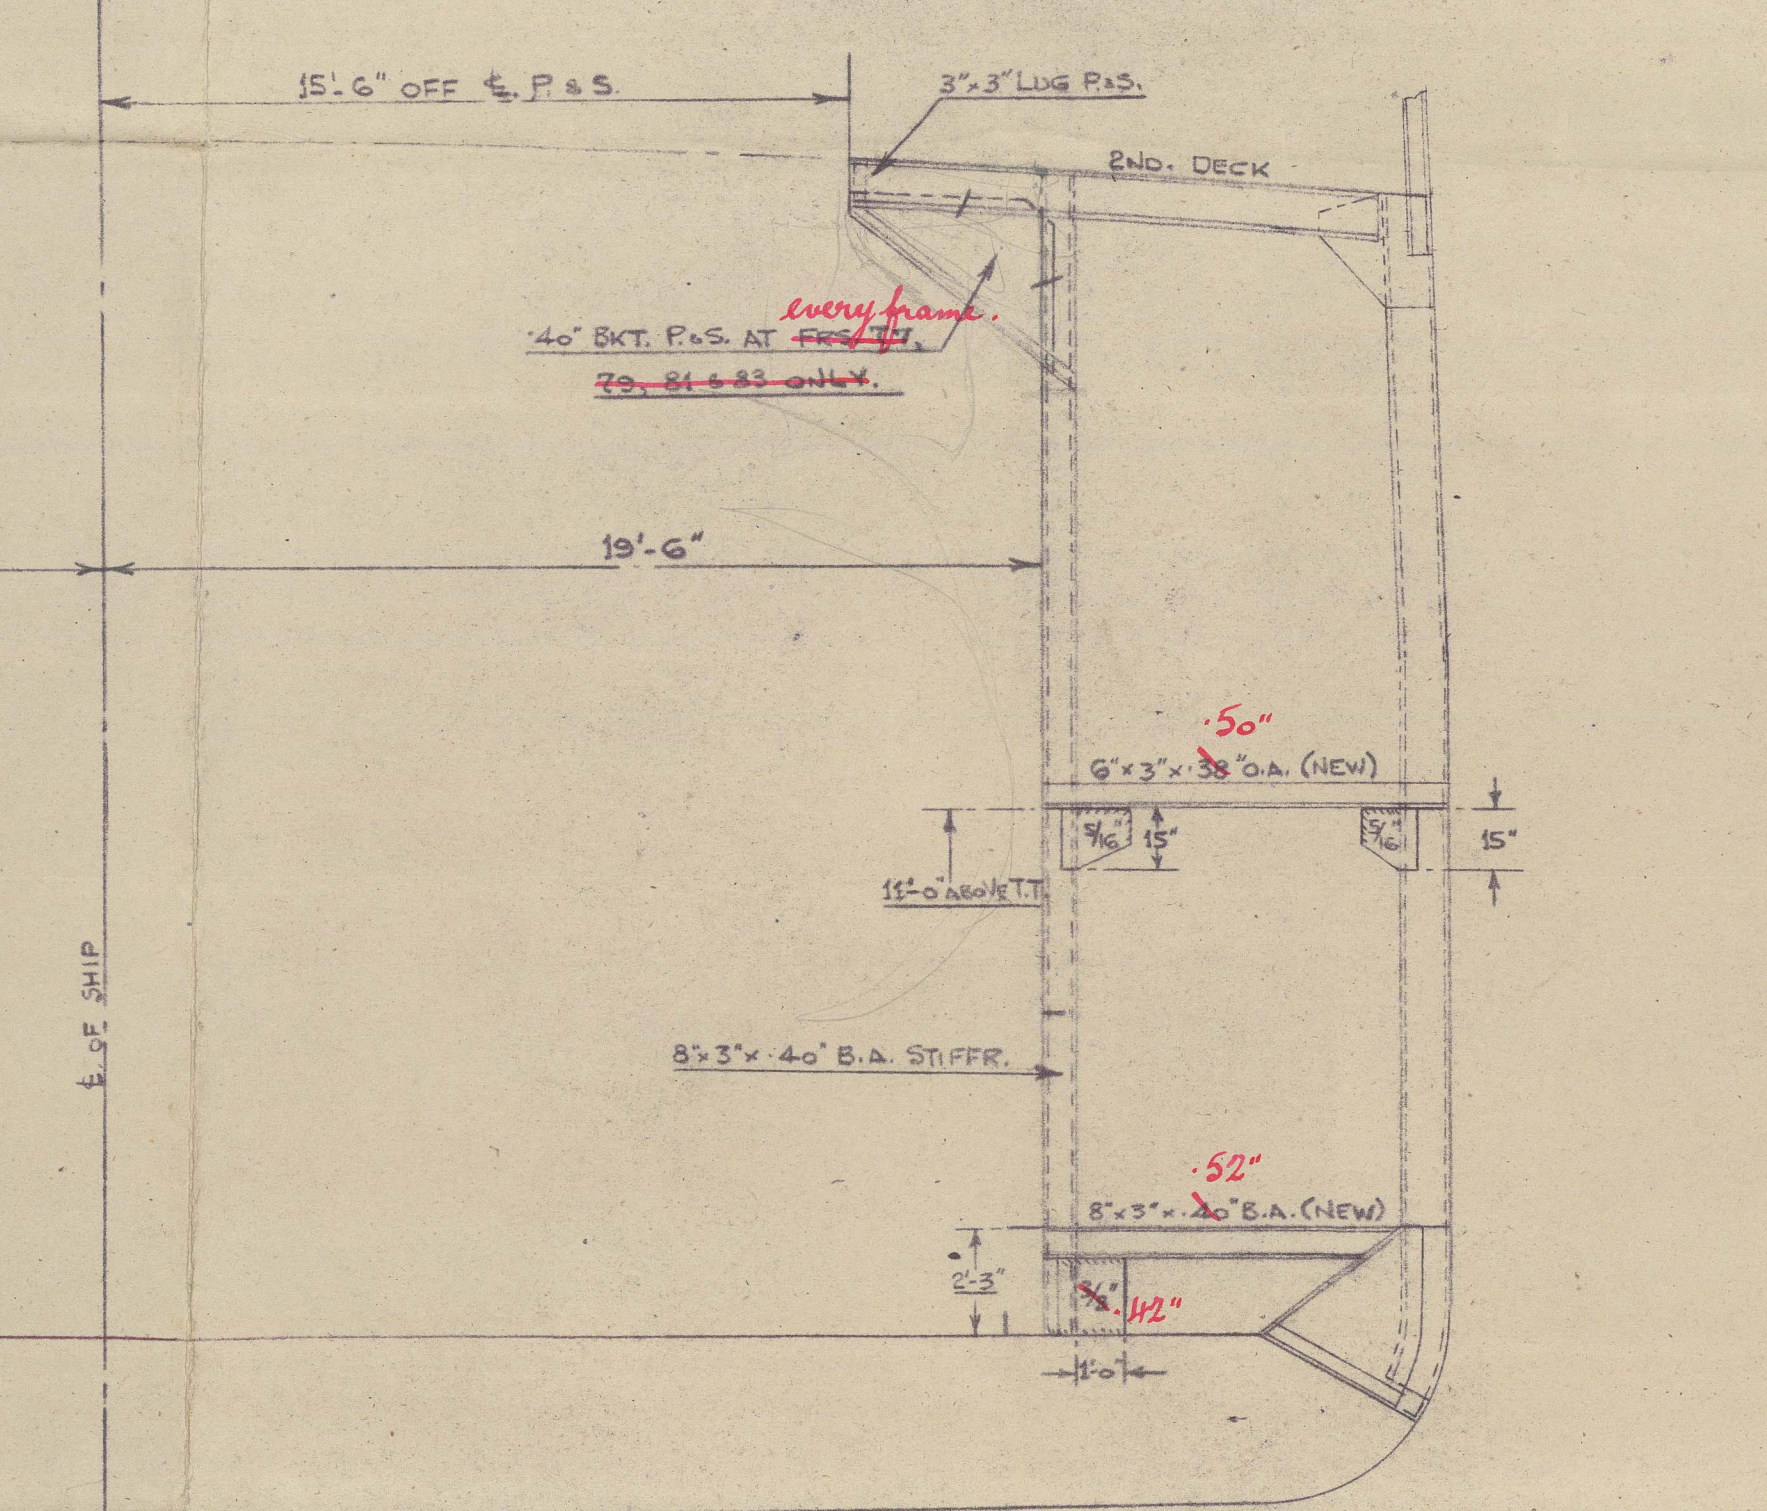 15'-6" OFF ℄. P. & S.
3"x3" LUG P.&S.
2ND. DECK
every frame.
.40" BKT. P.&S. AT FRS. 77,
79, 81 & 83 ONLY.
19'-6"
.50"
6"x3"x.38"O.A. (NEW)
5/16"
15"
5/16"
15"
11'-0" ABOVE T.T.
℄ OF SHIP
8"x3"x.40" B.A. STIFFR.
.52"
8"x3"x.40"B.A.(NEW)
2'-3"
3/8"
.42"
1'-0"